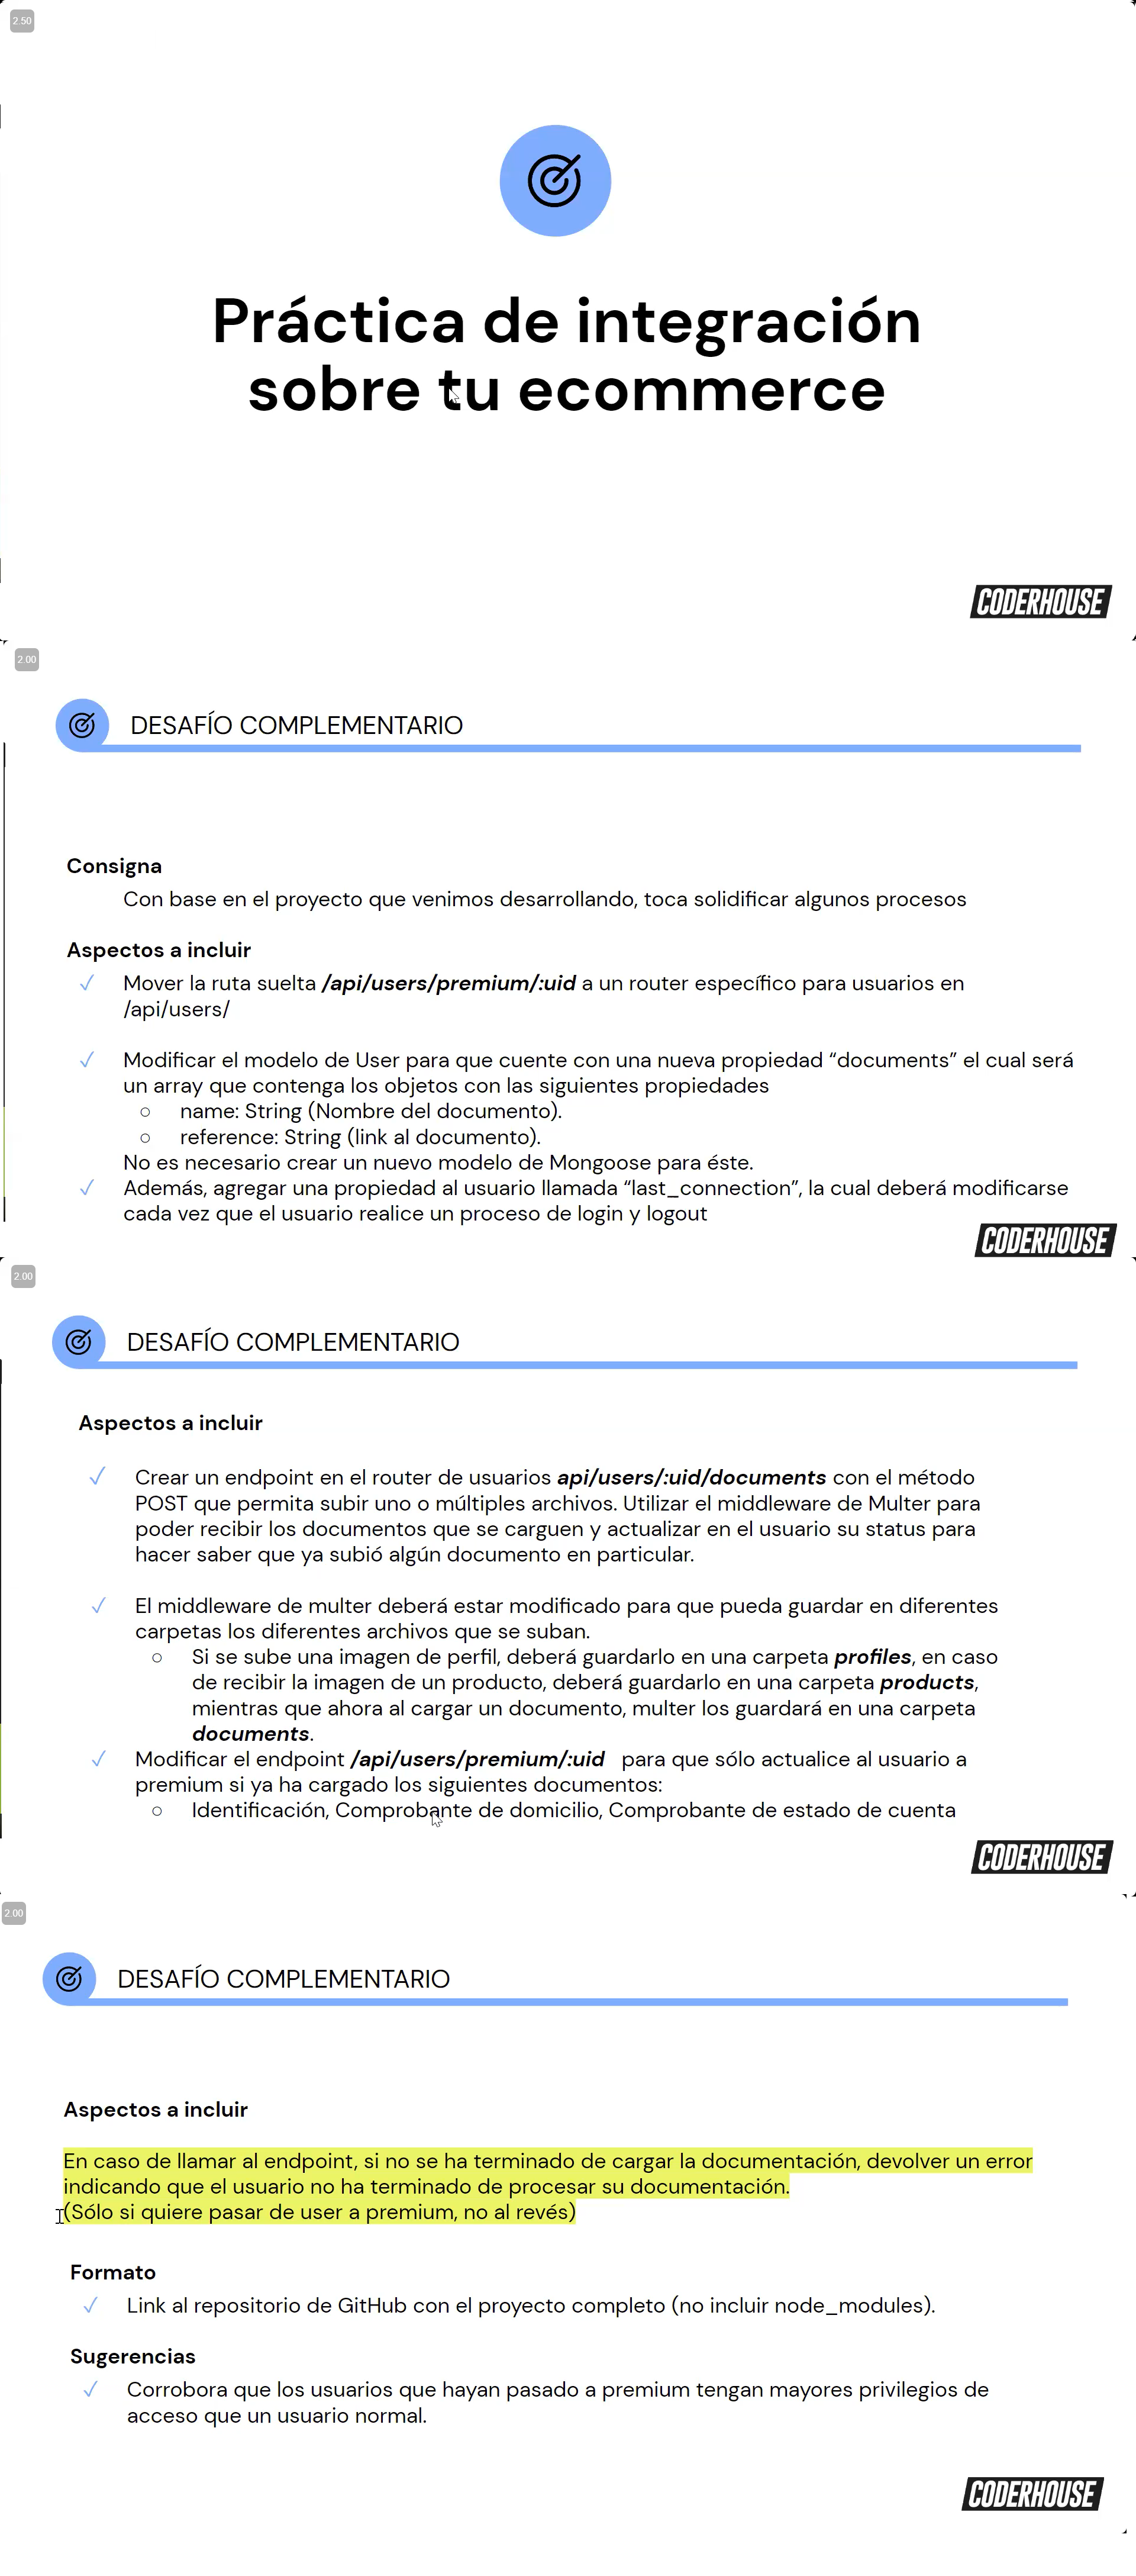 2.50
Práctica de integración
sobre tu ecommerce
CODERHOUSE
2.00
DESAFÍO COMPLEMENTARIO
Consigna
Con base en el proyecto que venimos desarrollando, toca solidificar algunos procesos
Aspectos a incluir
✓ Mover la ruta suelta /api/users/premium/:uid a un router específico para usuarios en
/api/users/
✓ Modificar el modelo de User para que cuente con una nueva propiedad “documents” el cual será
un array que contenga los objetos con las siguientes propiedades
○ name: String (Nombre del documento).
○ reference: String (link al documento).
No es necesario crear un nuevo modelo de Mongoose para éste.
✓ Además, agregar una propiedad al usuario llamada “last_connection”, la cual deberá modificarse
cada vez que el usuario realice un proceso de login y logout
CODERHOUSE
2.00
DESAFÍO COMPLEMENTARIO
Aspectos a incluir
✓ Crear un endpoint en el router de usuarios api/users/:uid/documents con el método
POST que permita subir uno o múltiples archivos. Utilizar el middleware de Multer para
poder recibir los documentos que se carguen y actualizar en el usuario su status para
hacer saber que ya subió algún documento en particular.
✓ El middleware de multer deberá estar modificado para que pueda guardar en diferentes
carpetas los diferentes archivos que se suban.
○ Si se sube una imagen de perfil, deberá guardarlo en una carpeta profiles, en caso
de recibir la imagen de un producto, deberá guardarlo en una carpeta products,
mientras que ahora al cargar un documento, multer los guardará en una carpeta
documents.
✓ Modificar el endpoint /api/users/premium/:uid para que sólo actualice al usuario a
premium si ya ha cargado los siguientes documentos:
○ Identificación, Comprobante de domicilio, Comprobante de estado de cuenta
CODERHOUSE
2.00
DESAFÍO COMPLEMENTARIO
Aspectos a incluir
En caso de llamar al endpoint, si no se ha terminado de cargar la documentación, devolver un error
indicando que el usuario no ha terminado de procesar su documentación.
(Sólo si quiere pasar de user a premium, no al revés)
Formato
✓ Link al repositorio de GitHub con el proyecto completo (no incluir node_modules).
Sugerencias
✓ Corrobora que los usuarios que hayan pasado a premium tengan mayores privilegios de
acceso que un usuario normal.
CODERHOUSE